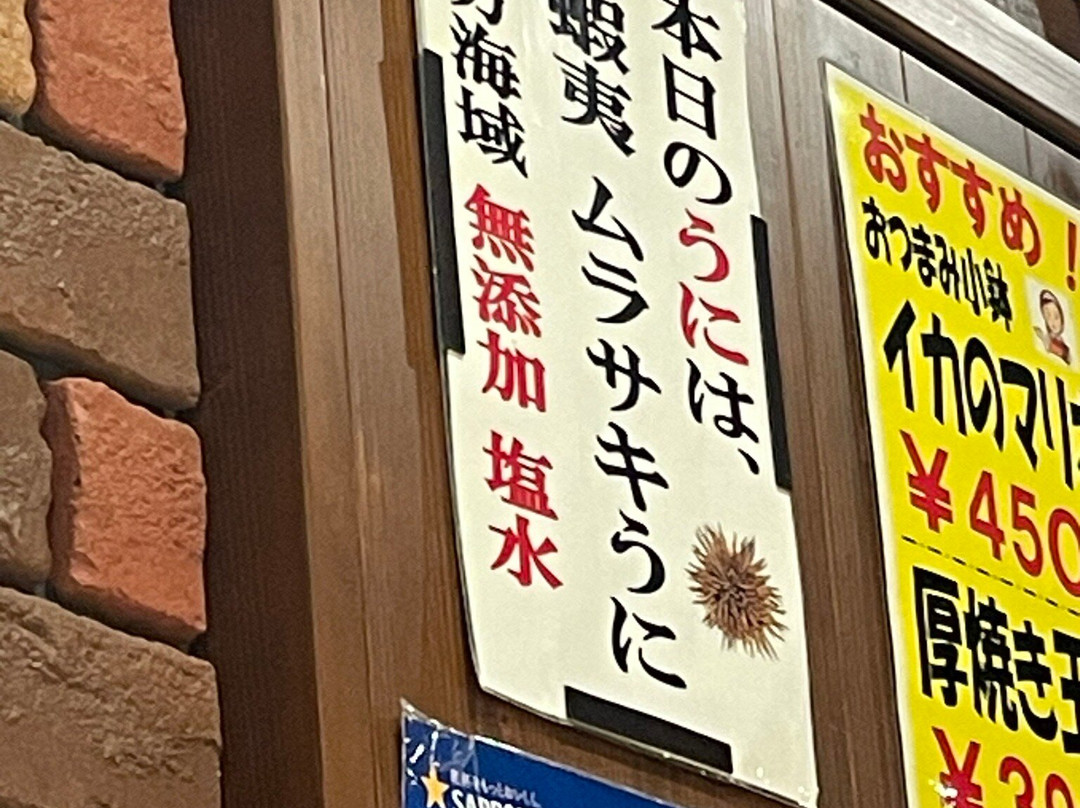 本日のうには、
蝦夷 ムラサキうに
海域 無添加 塩水
おすすめ！
おつまみ小鉢
イカのマリ
￥450
厚焼き玉
￥30